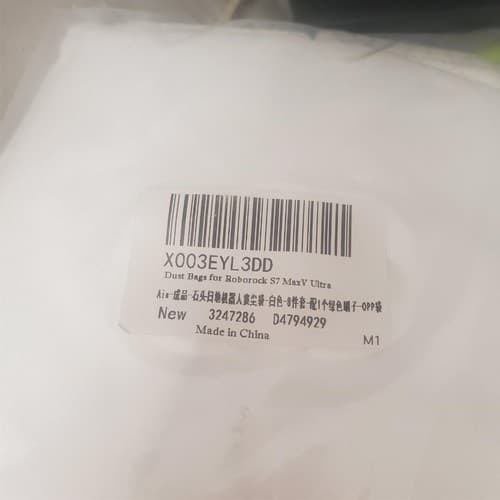 X003EYL3DD
Dust Bags for Roborock S7 MaxV Ultra
Aia-成品-石头扫地机器人集尘袋-白色-8件套-配1个绿色刷子-OPP袋
New 3247286 D4794929
Made in China
M1